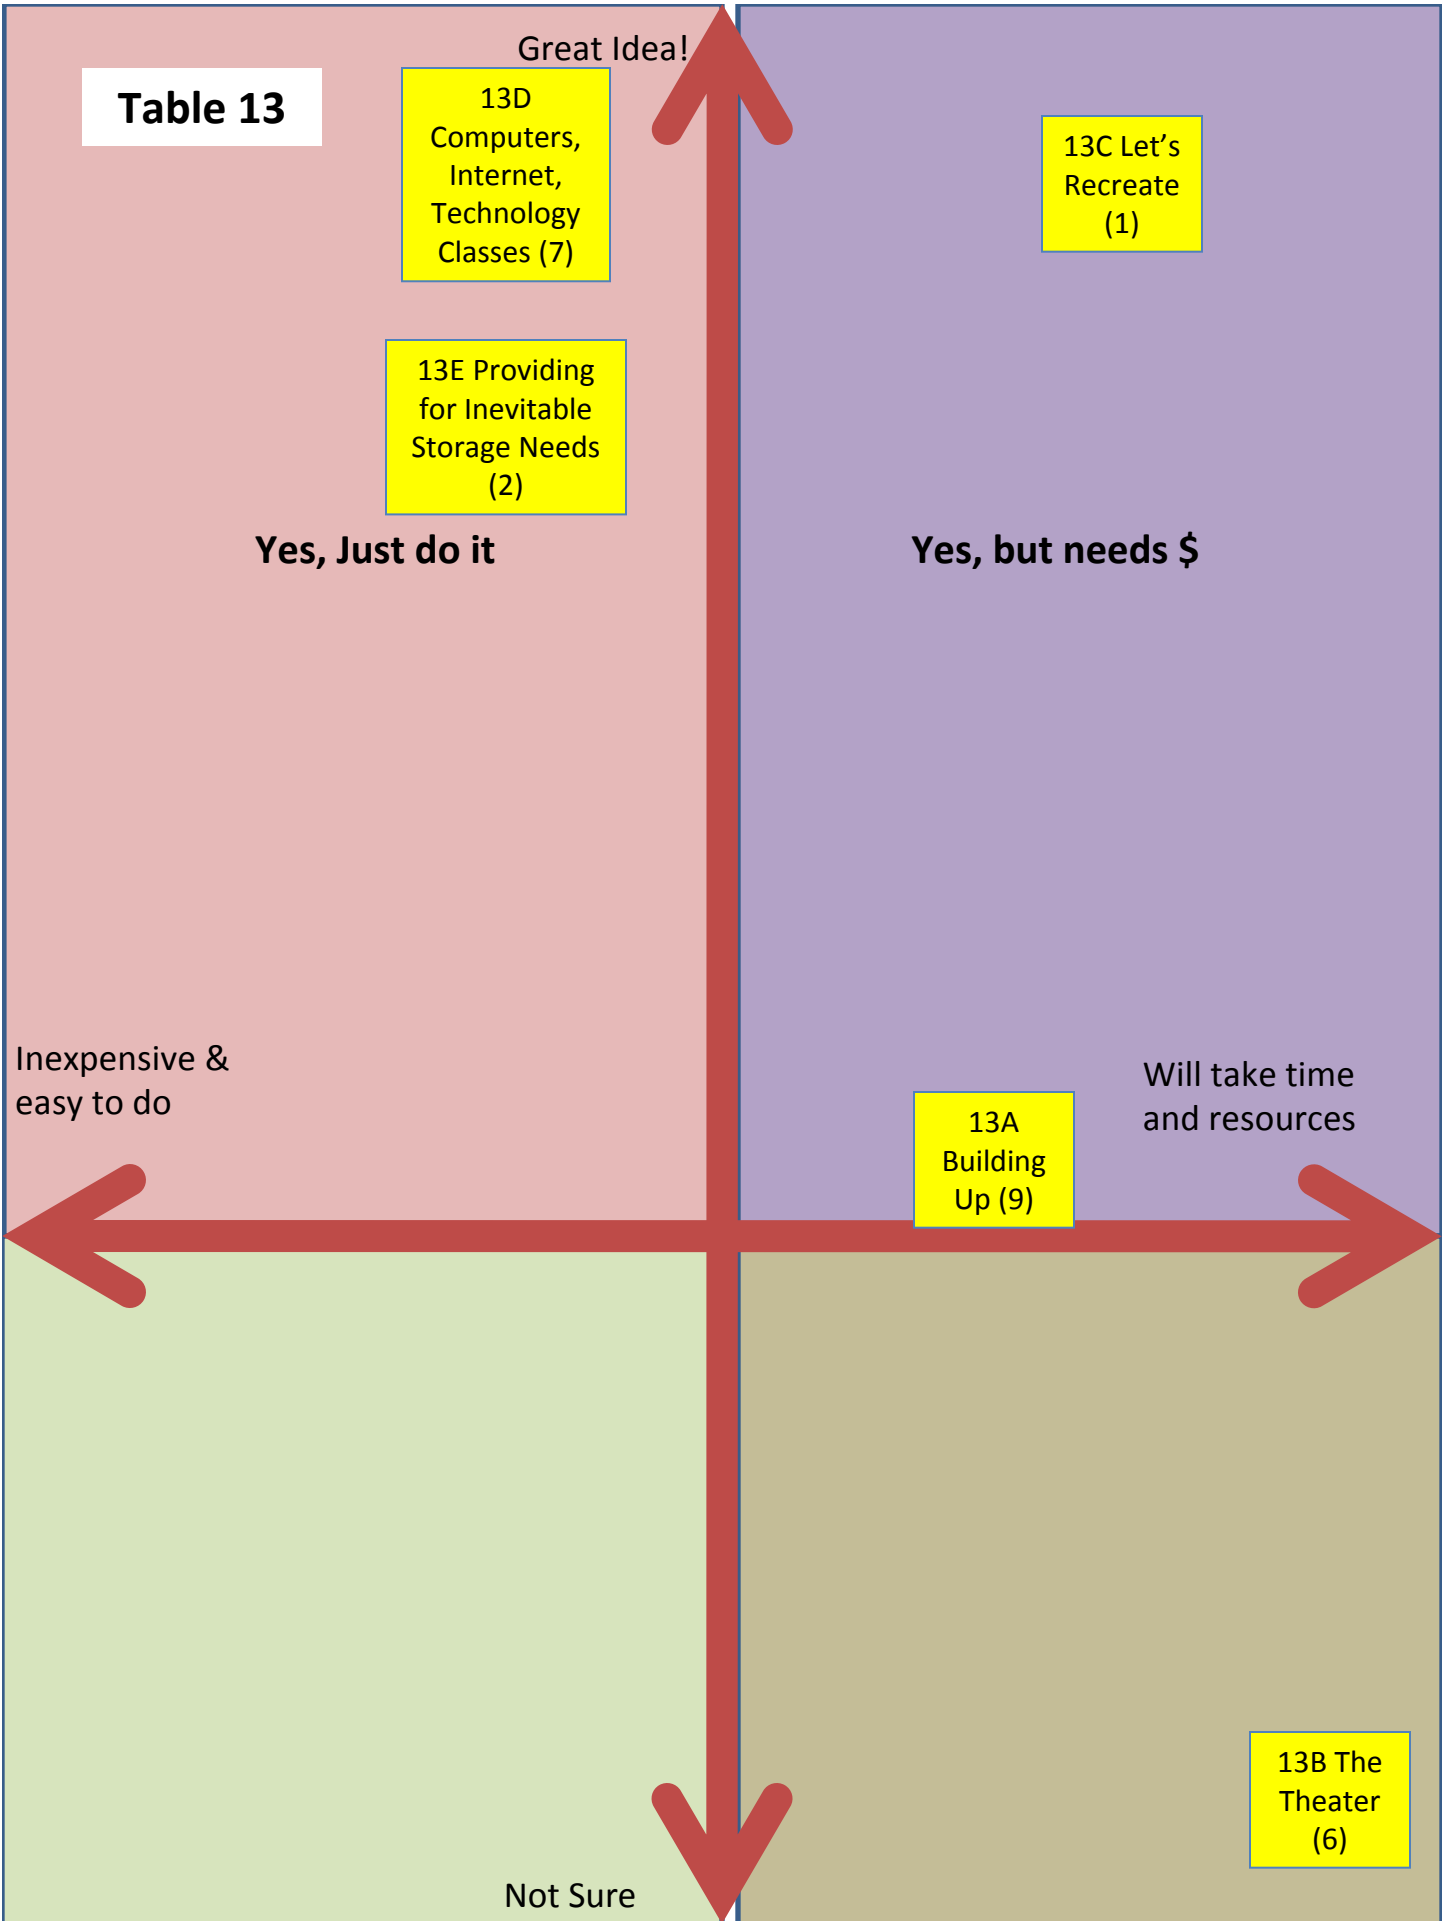 Great Idea!
Table 13
13D
Computers,
Internet,
Technology
Classes (7)
13C Let’s
Recreate
(1)
13E Providing
for Inevitable
Storage Needs
(2)
Yes, Just do it
Yes, but needs $
Inexpensive &
easy to do
Will take time
and resources
13A
Building
Up (9)
13B The
Theater
(6)
Not Sure